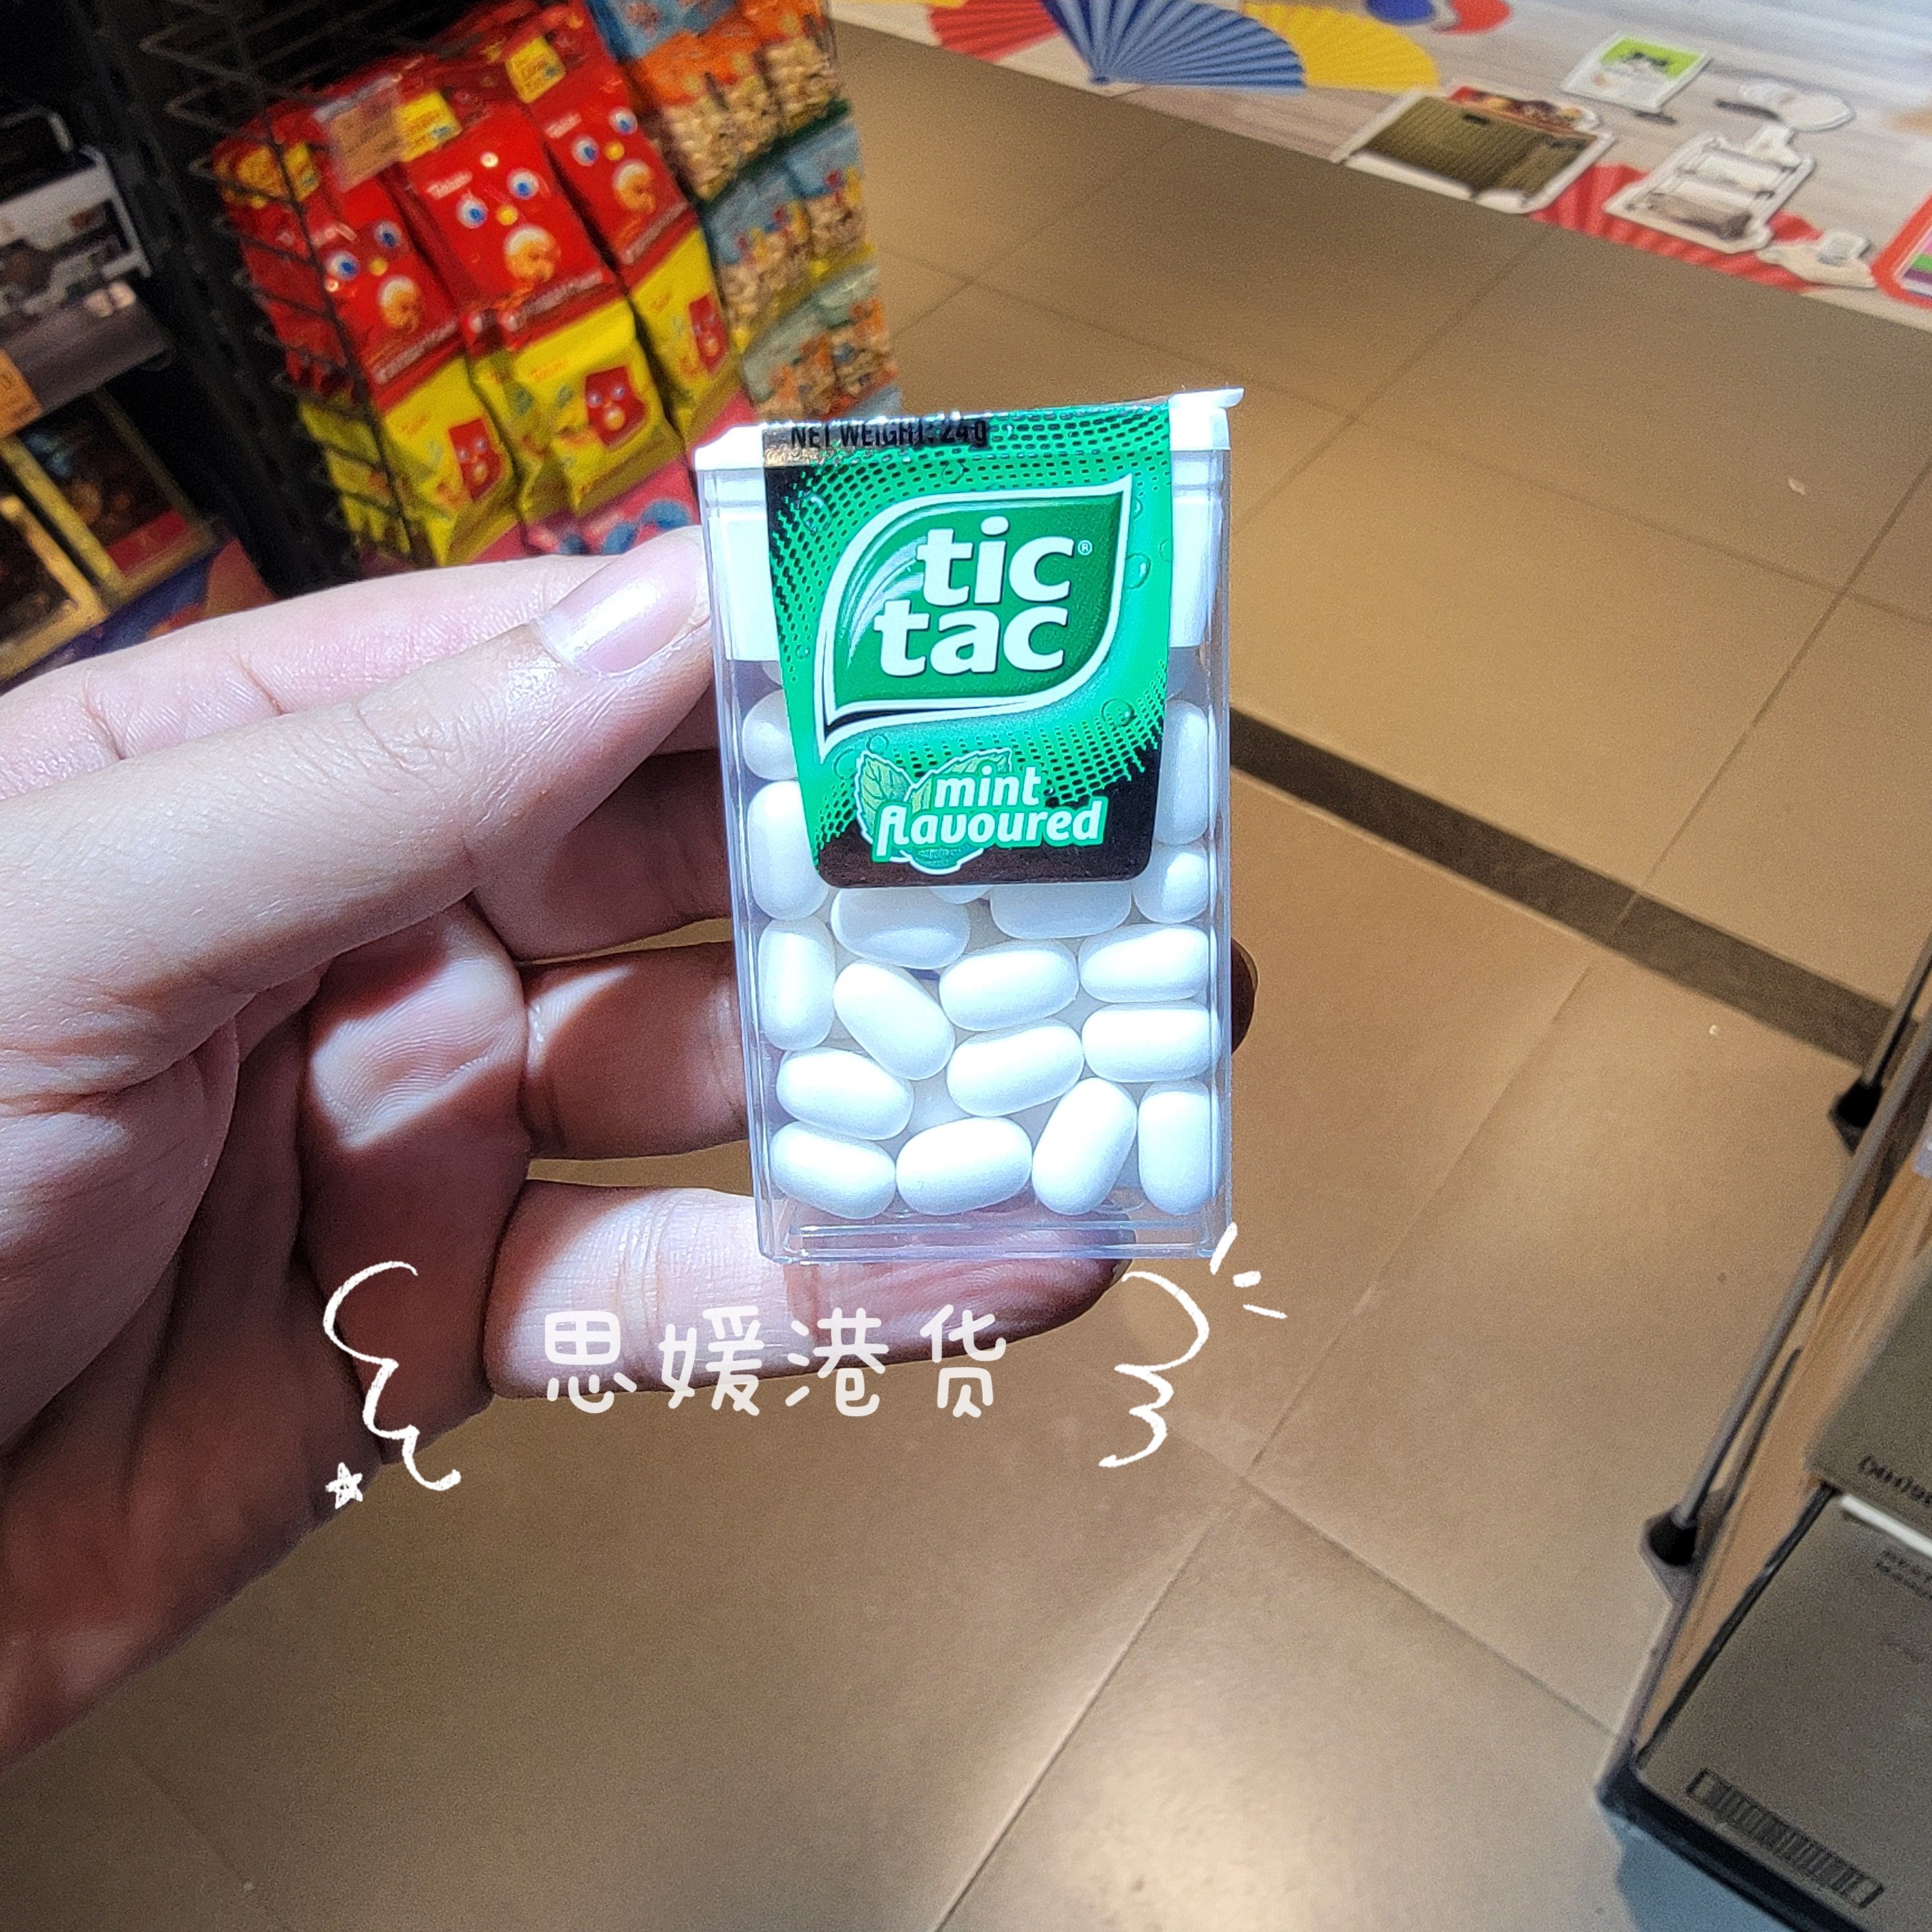 NET WEIGHT: 24g
tic
tac
®
mint
flavoured
思媛港货